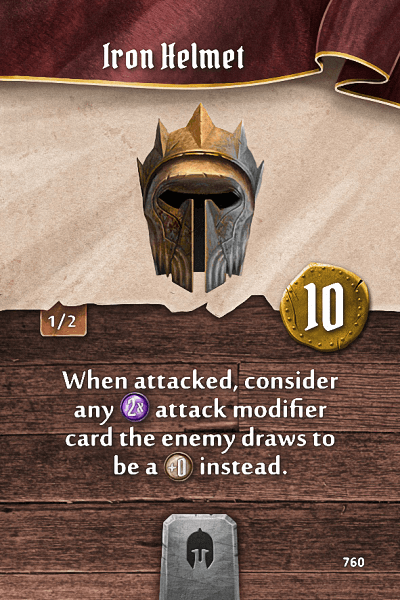 Iron Helmet
1/2
10
When attacked, consider
any 2x attack modifier
card the enemy draws to
be a +0 instead.
760